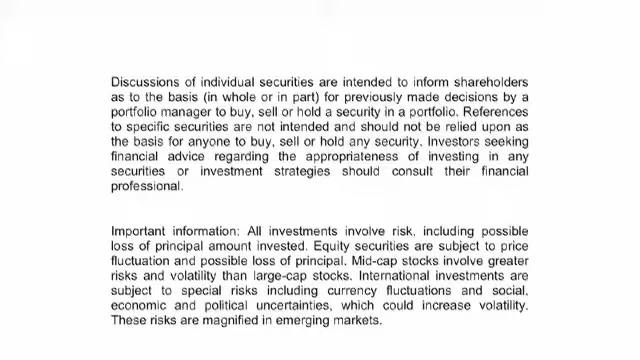 Discussions of individual securities are intended to inform shareholders
as to the basis (in whole or in part) for previously made decisions by a
portfolio manager to buy, sell or hold a security in a portfolio. References
to specific securities are not intended and should not be relied upon as
the basis for anyone to buy, sell or hold any security. Investors seeking
financial advice regarding the appropriateness of investing in any
securities or investment strategies should consult their financial
professional.
Important information: All investments involve risk, including possible
loss of principal amount invested. Equity securities are subject to price
fluctuation and possible loss of principal. Mid-cap stocks involve greater
risks and volatility than large-cap stocks. International investments are
subject to special risks including currency fluctuations and social,
economic and political uncertainties, which could increase volatility.
These risks are magnified in emerging markets.